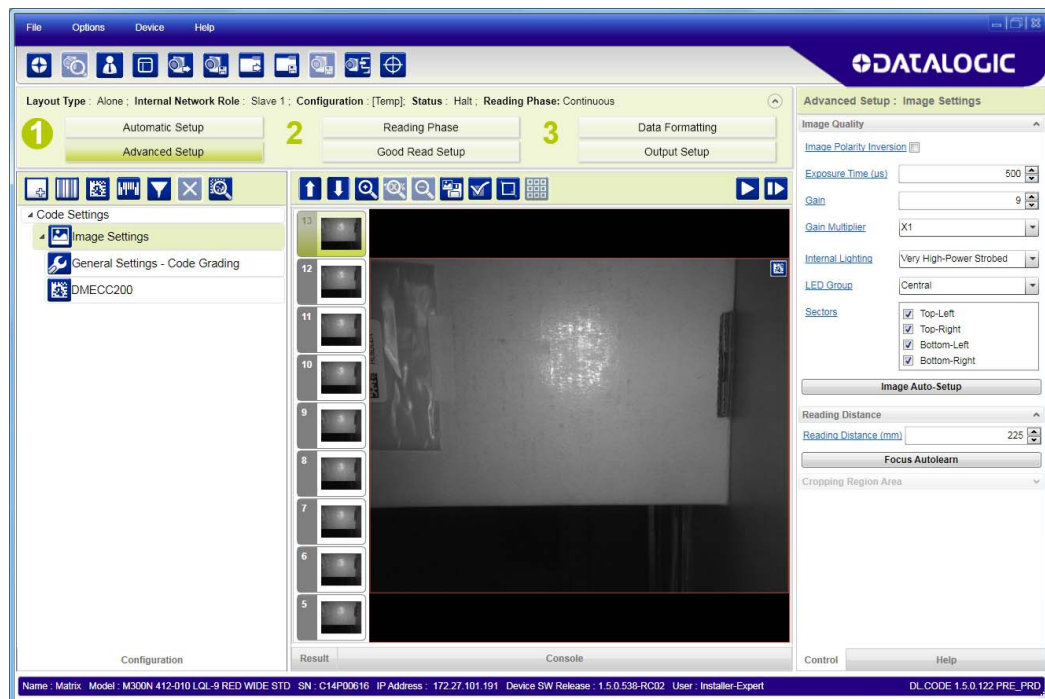 File Options Device Help
DATALOGIC
Layout Type : Alone ; Internal Network Role : Slave 1 ; Configuration : [Temp]; Status : Halt ; Reading Phase: Continuous
1 Automatic Setup
Advanced Setup
2 Reading Phase
Good Read Setup
3 Data Formatting
Output Setup
Code Settings
Image Settings
General Settings - Code Grading
DMECC200
Configuration
13
12
11
10
9
8
7
6
5
Result Console
Advanced Setup : Image Settings
Image Quality
Image Polarity Inversion
Exposure Time (us) 500
Gain 9
Gain Multiplier X1
Internal Lighting Very High-Power Strobed
LED Group Central
Sectors Top-Left
Top-Right
Bottom-Left
Bottom-Right
Image Auto-Setup
Reading Distance
Reading Distance (mm) 225
Focus Autolearn
Cropping Region Area
Control Help
Name : Matrix Model : M300N 412-010 LQL-9 RED WIDE STD SN : C14P00616 IP Address : 172.27.101.191 Device SW Release : 1.5.0.538-RC02 User : Installer-Expert DL.CODE 1.5.0.122 PRE_PRD